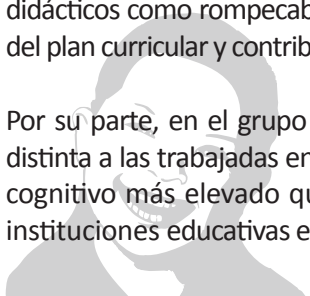 didácticos como rompecab
del plan curricular y contrib
Por su parte, en el grupo
distinta a las trabajadas en
cognitivo más elevado qu
instituciones educativas e